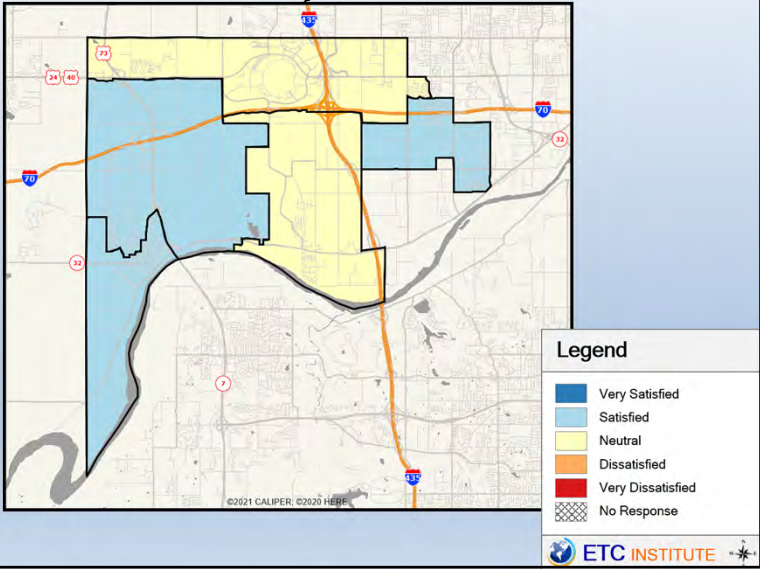 435
73
24 40
70
32
70
32
7
435
©2021 CALIPER; ©2020 HERE
Legend
Very Satisfied
Satisfied
Neutral
Dissatisfied
Very Dissatisfied
No Response
ETC INSTITUTE